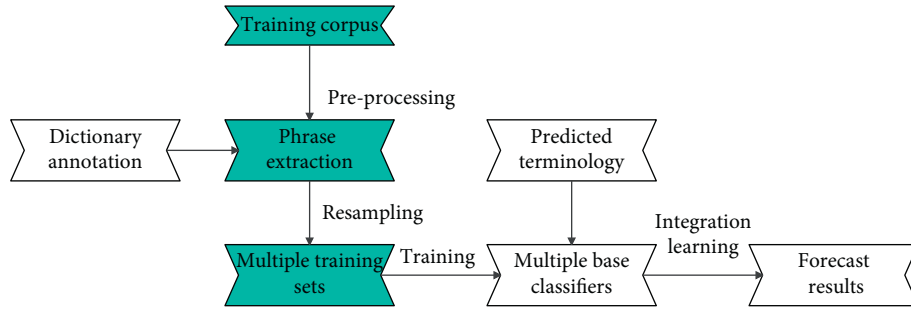 Training corpus
Pre-processing
Dictionary
annotation
Phrase
extraction
Predicted
terminology
Resampling
Multiple training
sets
Training
Multiple base
classifiers
Integration
learning
Forecast
results